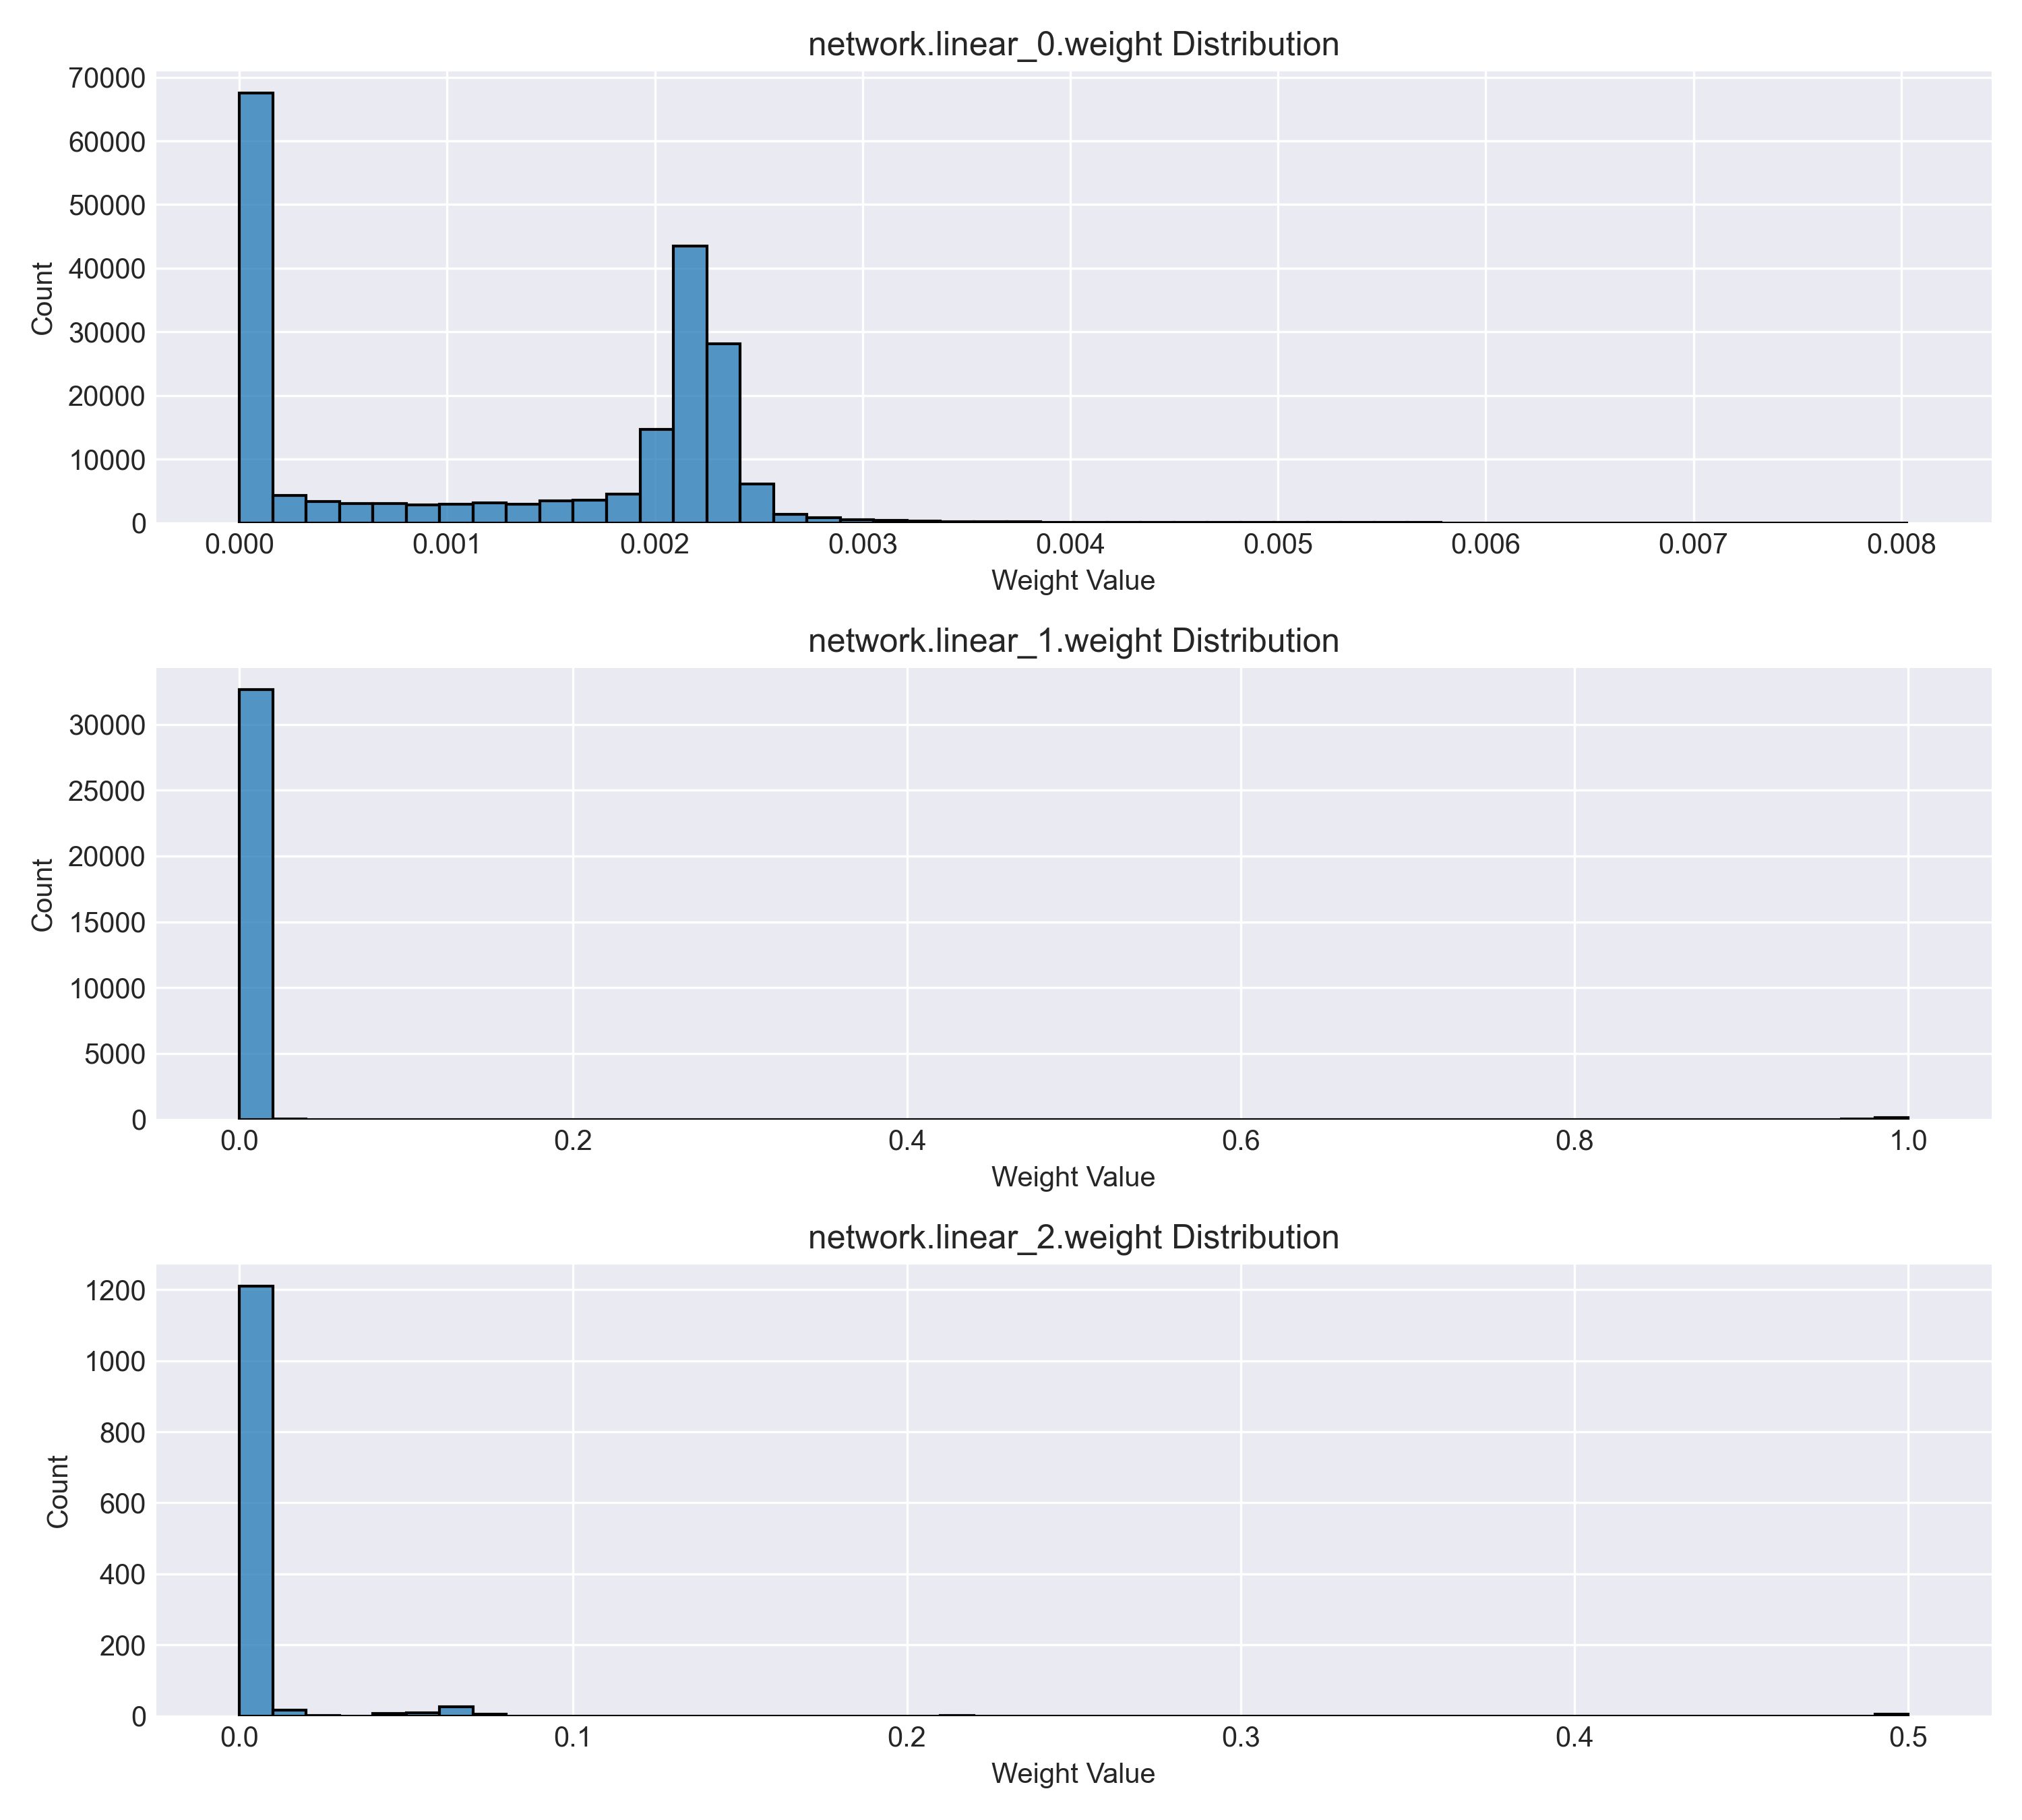 network.linear_0.weight Distribution
70000
60000
50000
40000
30000
20000
10000
0
Count
0.000 0.001 0.002 0.003 0.004 0.005 0.006 0.007 0.008
Weight Value
network.linear_1.weight Distribution
30000
25000
20000
15000
10000
5000
0
Count
0.0 0.2 0.4 0.6 0.8 1.0
Weight Value
network.linear_2.weight Distribution
1200
1000
800
600
400
200
0
Count
0.0 0.1 0.2 0.3 0.4 0.5
Weight Value